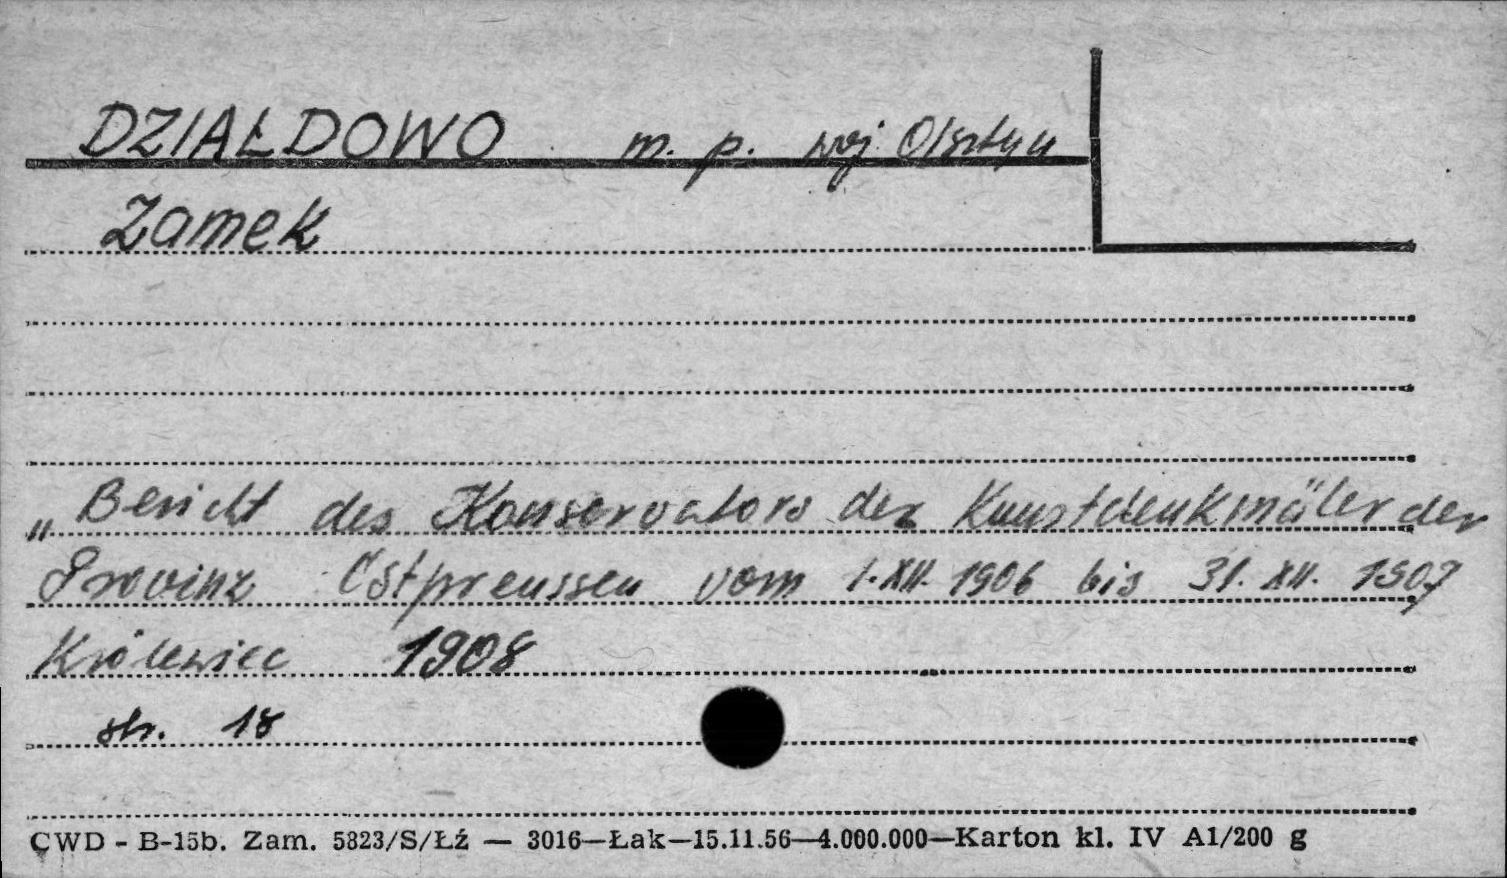 DZIAŁDOWO m. p. woj. Olsztyn
Zamek
„Bericht des Konservators der Kunstdenkmäler der
Provinz Ostpreussen vom 1.XII. 1906 bis 31. XII. 1907
Królewiec 1908
str. 18
CWD - B-15b. Zam. 5823/S/Łź — 3016—Łak—15.11.56—4.000.000—Karton kl. IV A1/200 g